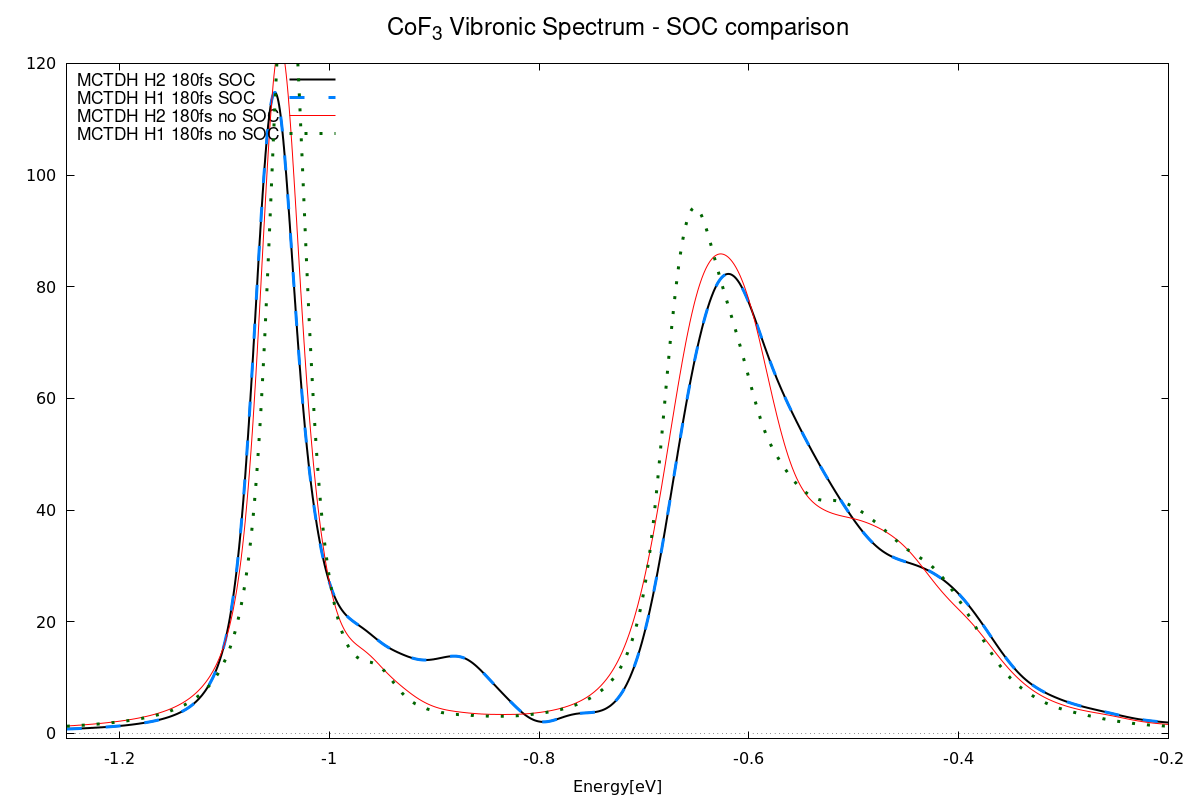 CoF3 Vibronic Spectrum - SOC comparison
120
100
80
60
40
20
0
MCTDH H2 180fs SOC
MCTDH H1 180fs SOC
MCTDH H2 180fs no SOC
MCTDH H1 180fs no SOC
-1.2 -1 -0.8 -0.6 -0.4 -0.2
Energy[eV]